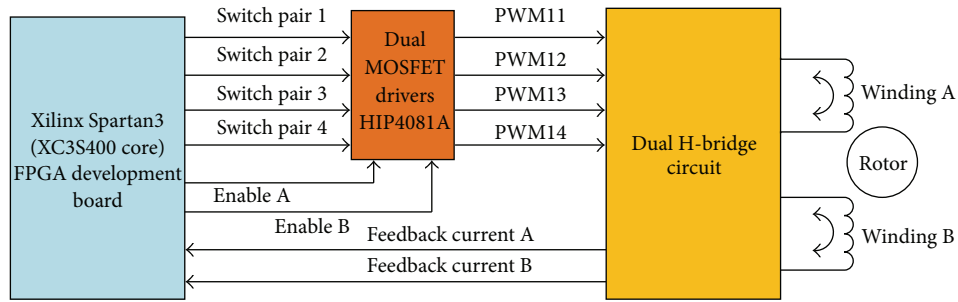 Xilinx Spartan3
(XC3S400 core)
FPGA development
board
Switch pair 1
Switch pair 2
Switch pair 3
Switch pair 4
Enable A
Enable B
Dual
MOSFET
drivers
HIP4081A
PWM11
PWM12
PWM13
PWM14
Feedback current A
Feedback current B
Dual H-bridge
circuit
Winding A
Rotor
Winding B